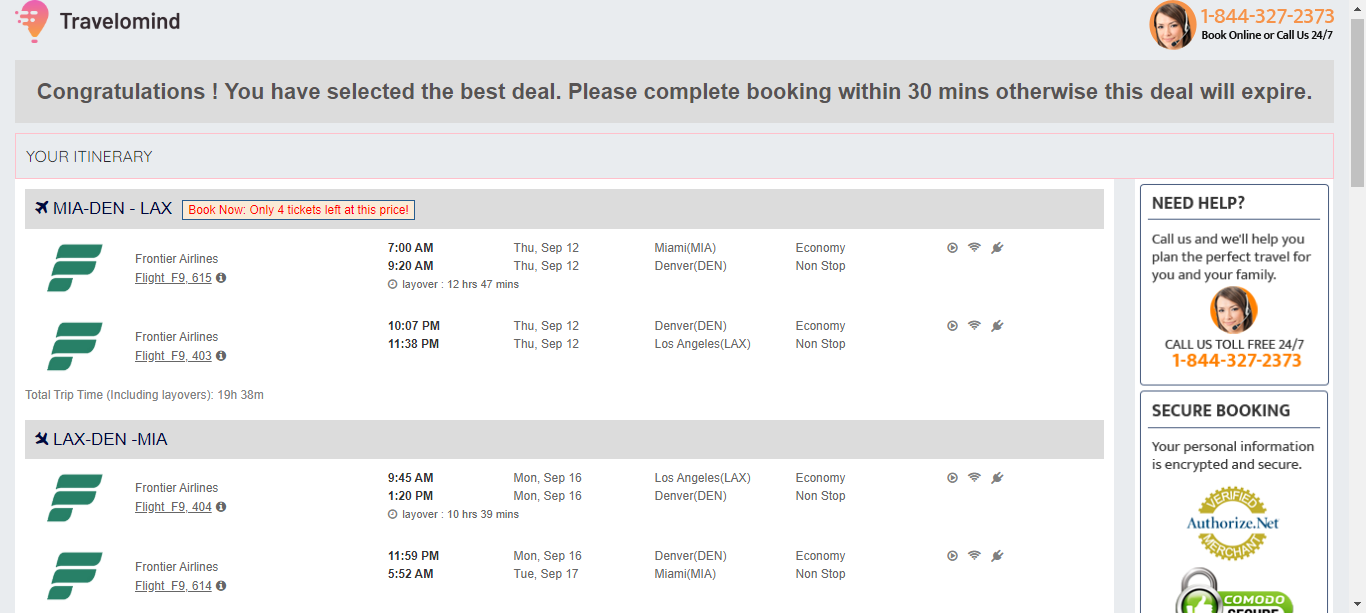 Travelomind
1-844-327-2373
Book Online or Call Us 24/7
Congratulations ! You have selected the best deal. Please complete booking within 30 mins otherwise this deal will expire.
YOUR ITINERARY
MIA-DEN - LAX Book Now: Only 4 tickets left at this price!
Frontier Airlines
Flight F9, 615
7:00 AM Thu, Sep 12 Miami(MIA) Economy
9:20 AM Thu, Sep 12 Denver(DEN) Non Stop
layover : 12 hrs 47 mins
Frontier Airlines
Flight F9, 403
10:07 PM Thu, Sep 12 Denver(DEN) Economy
11:38 PM Thu, Sep 12 Los Angeles(LAX) Non Stop
Total Trip Time (Including layovers): 19h 38m
LAX-DEN -MIA
Frontier Airlines
Flight F9, 404
9:45 AM Mon, Sep 16 Los Angeles(LAX) Economy
1:20 PM Mon, Sep 16 Denver(DEN) Non Stop
layover : 10 hrs 39 mins
Frontier Airlines
Flight F9, 614
11:59 PM Mon, Sep 16 Denver(DEN) Economy
5:52 AM Tue, Sep 17 Miami(MIA) Non Stop
NEED HELP?
Call us and we'll help you
plan the perfect travel for
you and your family.
CALL US TOLL FREE 24/7
1-844-327-2373
SECURE BOOKING
Your personal information
is encrypted and secure.
VERIFIED
Authorize.Net
MERCHANT
COMODO
SECURE